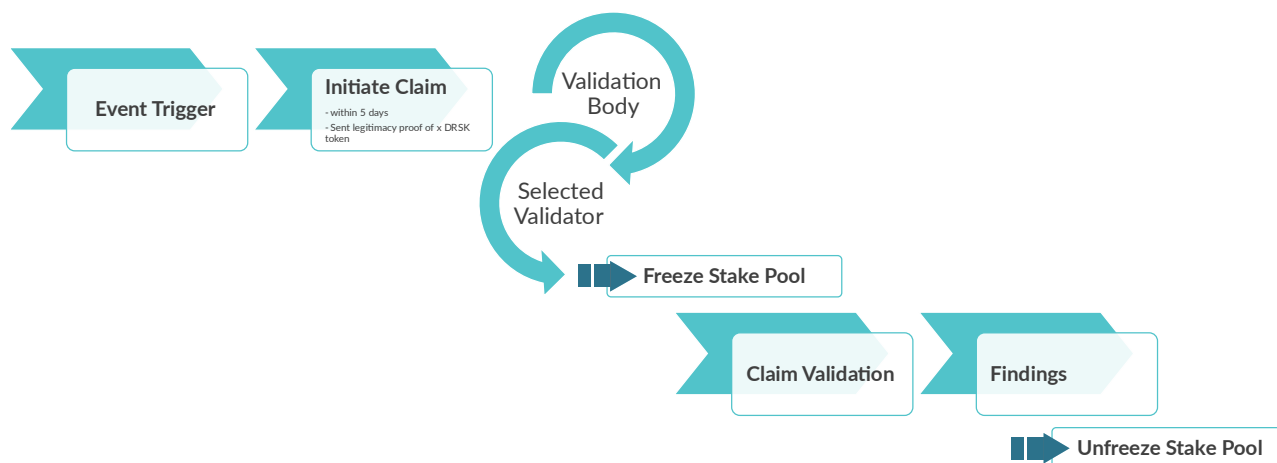 Event Trigger
Initiate Claim
- within 5 days
- Sent legitimacy proof of x DRSK
token
Validation
Body
Selected
Validator
Freeze Stake Pool
Claim Validation
Findings
Unfreeze Stake Pool